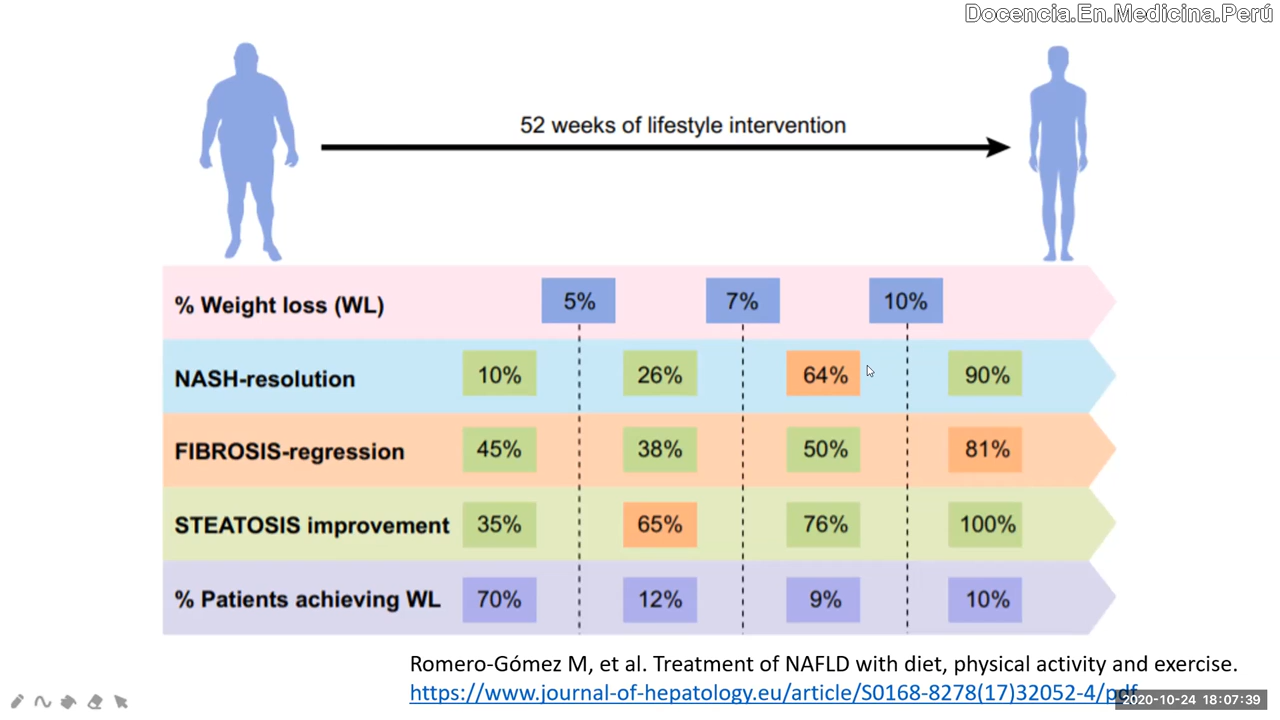 Docencia.En.Medicina.Perú
52 weeks of lifestyle intervention
% Weight loss (WL) 5% 7% 10%
NASH-resolution 10% 26% 64% 90%
FIBROSIS-regression 45% 38% 50% 81%
STEATOSIS improvement 35% 65% 76% 100%
% Patients achieving WL 70% 12% 9% 10%
Romero-Gómez M, et al. Treatment of NAFLD with diet, physical activity and exercise.
https://www.journal-of-hepatology.eu/article/S0168-8278(17)32052-4/pdf
2020-10-24 18:07:39